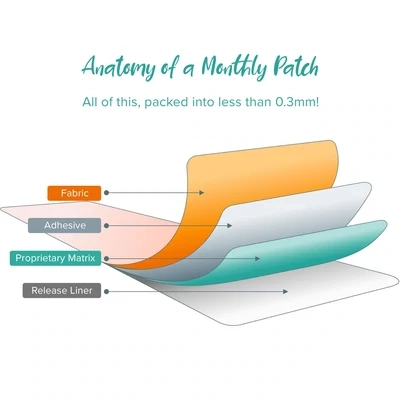 Anatomy of a Monthly Patch
All of this, packed into less than 0.3mm!
Fabric
Adhesive
Proprietary Matrix
Release Liner